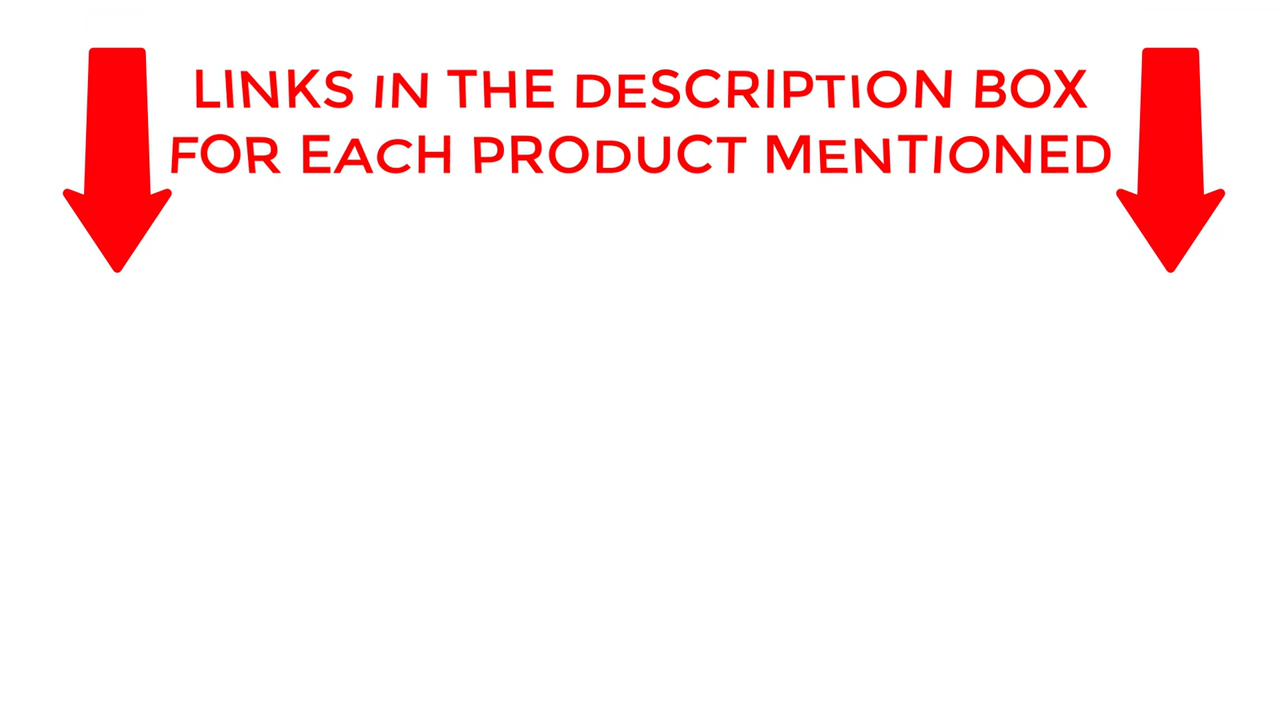 LINKS IN THE DESCRIPTION BOX
FOR EACH PRODUCT MENTIONED